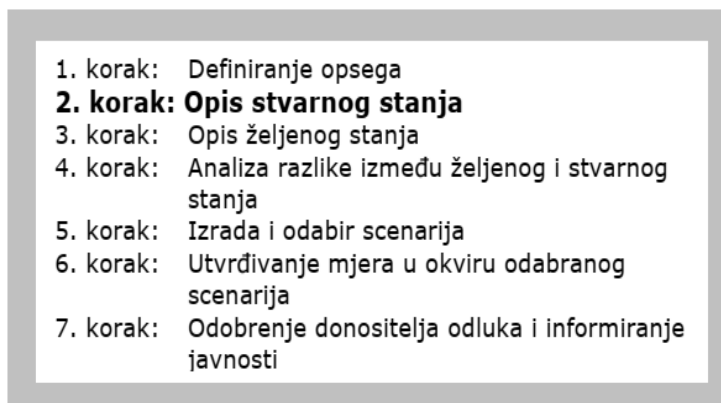 1. korak: Definiranje opsega
2. korak: Opis stvarnog stanja
3. korak: Opis željenog stanja
4. korak: Analiza razlike između željenog i stvarnog
stanja
5. korak: Izrada i odabir scenarija
6. korak: Utvrđivanje mjera u okviru odabranog
scenarija
7. korak: Odobrenje donositelja odluka i informiranje
javnosti